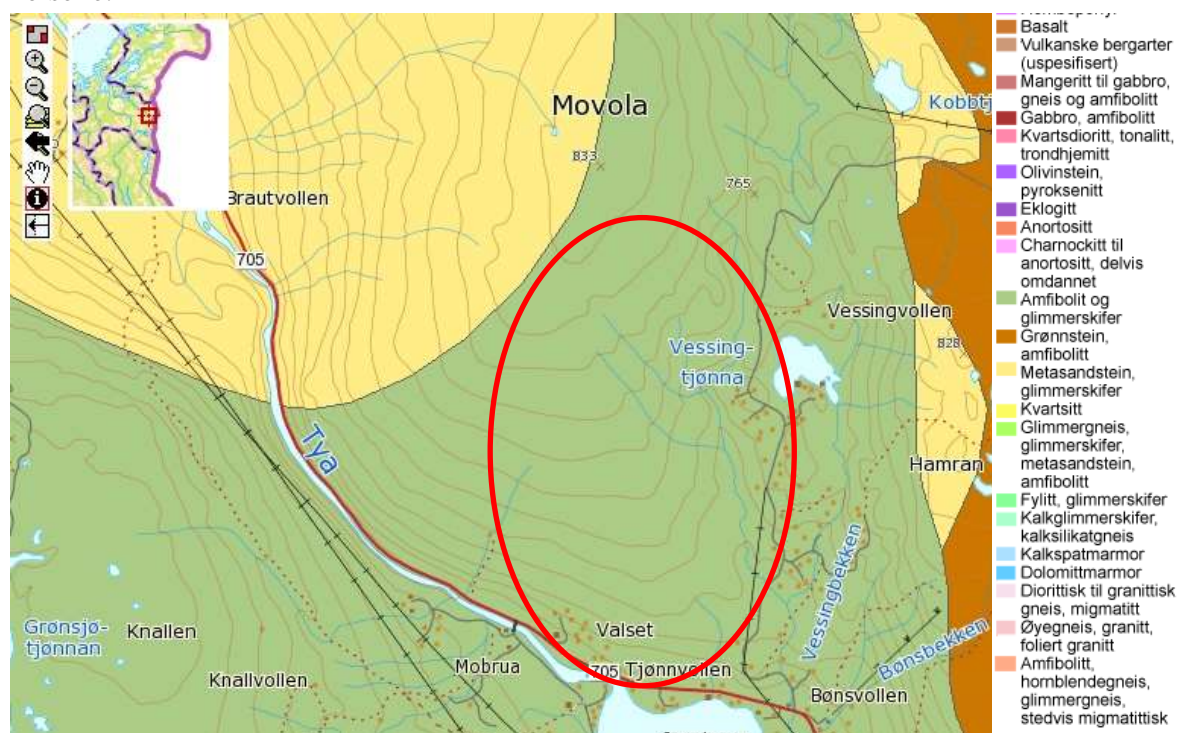 Basalt
Vulkanske bergarter
(uspesifisert)
Mangeritt til gabbro,
gneis og amfibolitt
Gabbro, amfibolitt
Kvartsdioritt, tonalitt,
trondhjemitt
Olivinstein,
pyroksenitt
Eklogitt
Anortositt
Charnockitt til
anortositt, delvis
omdannet
Amfibolit og
glimmerskifer
Grønnstein,
amfibolitt
Metasandstein,
glimmerskifer
Kvartsitt
Glimmergneis,
glimmerskifer,
metasandstein,
amfibolitt
Fylitt, glimmerskifer
Kalkglimmerskifer,
kalksilikatgneis
Kalkspatmarmor
Dolomittmarmor
Diorittisk til granittisk
gneis, migmatitt
Øyegneis, granitt,
foliert granitt
Amfibolitt,
hornblendegneis,
glimmergneis,
stedvis migmatittisk
Movola
Kobbtj
833
765
Brautvollen
705
Vessingvollen
828
Vessing-
tjønna
Tya
Hamran
Vessingbekken
Grønsjø-
tjønnan
Knallen
Valset
Bønsbekken
Mobrua
705
Tjønnvollen
Knallvollen
Bønsvollen